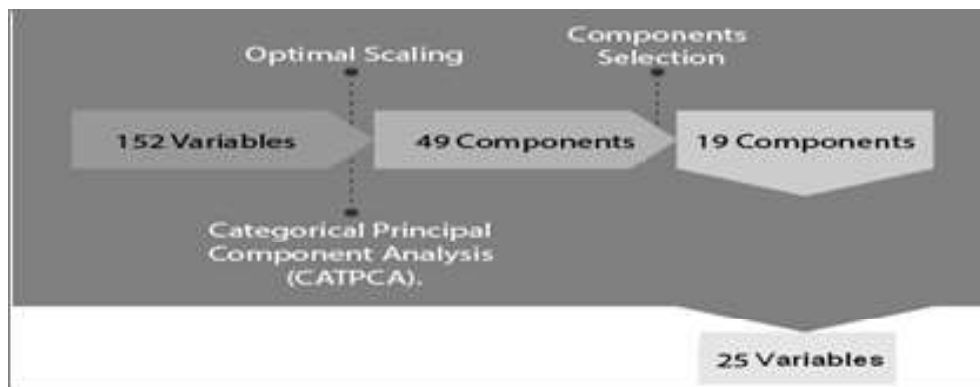 Optimal Scaling
Components
Selection
152 Variables
49 Components
19 Components
Categorical Principal
Component Analysis
(CATPCA).
25 Variables